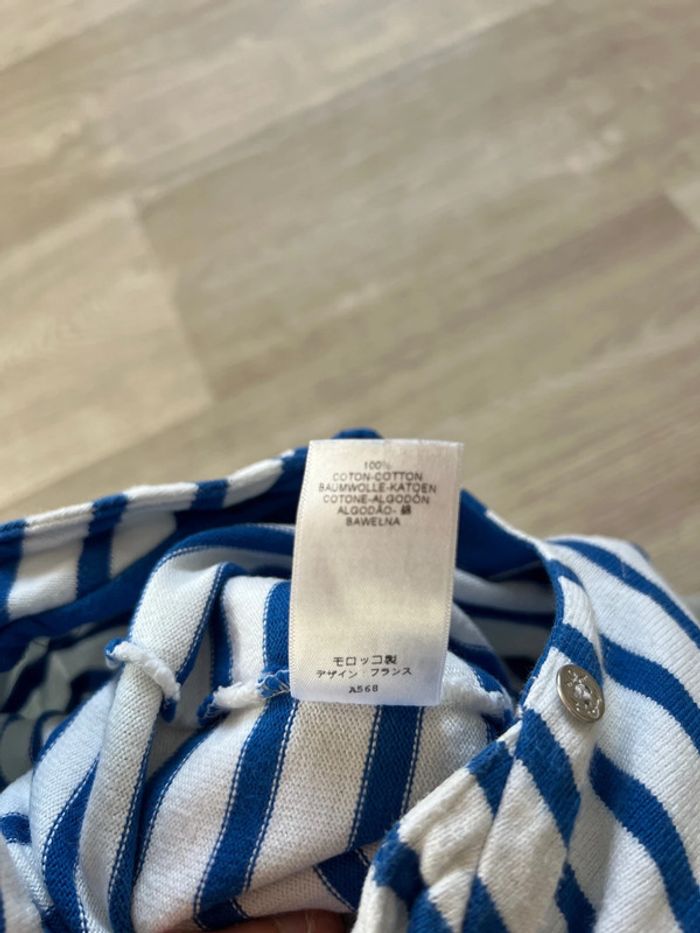 100%
COTON-COTTON
BAUMWOLLE-KATOEN
COTONE-ALGODÓN
ALGODÃO- 綿
BAWEŁNA
モロッコ製
デザイン・フランス
A568